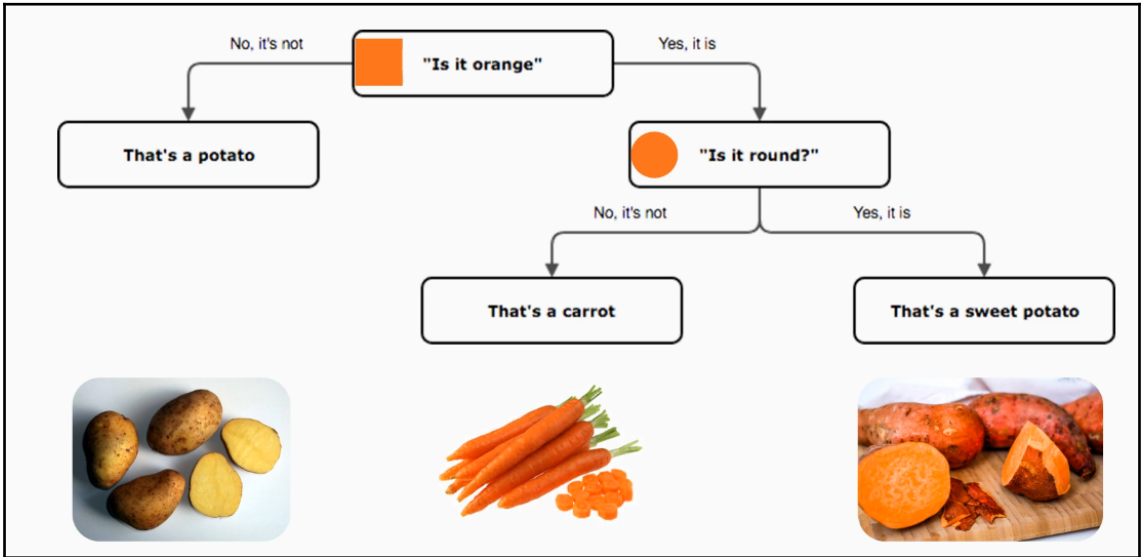 No, it's not
"Is it orange"
Yes, it is
That's a potato
"Is it round?"
No, it's not
Yes, it is
That's a carrot
That's a sweet potato